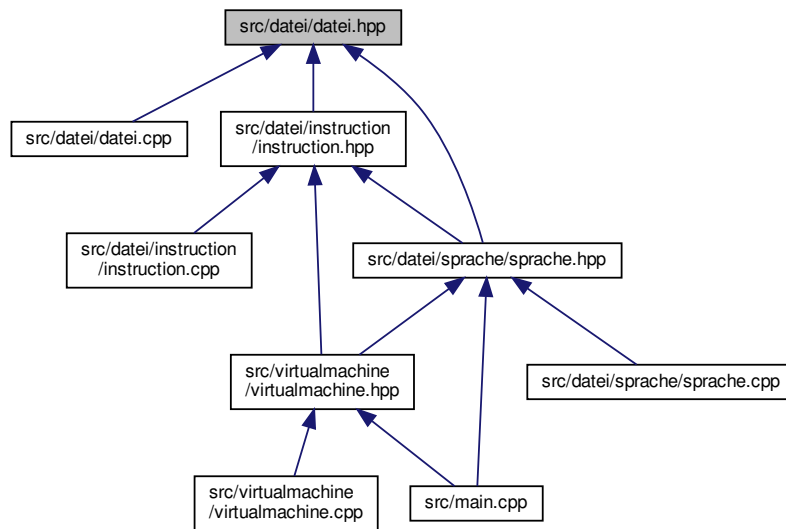 src/datei/datei.hpp
src/datei/datei.cpp
src/datei/instruction
/instruction.hpp
src/datei/instruction
/instruction.cpp
src/datei/sprache/sprache.hpp
src/virtualmachine
/virtualmachine.hpp
src/datei/sprache/sprache.cpp
src/virtualmachine
/virtualmachine.cpp
src/main.cpp